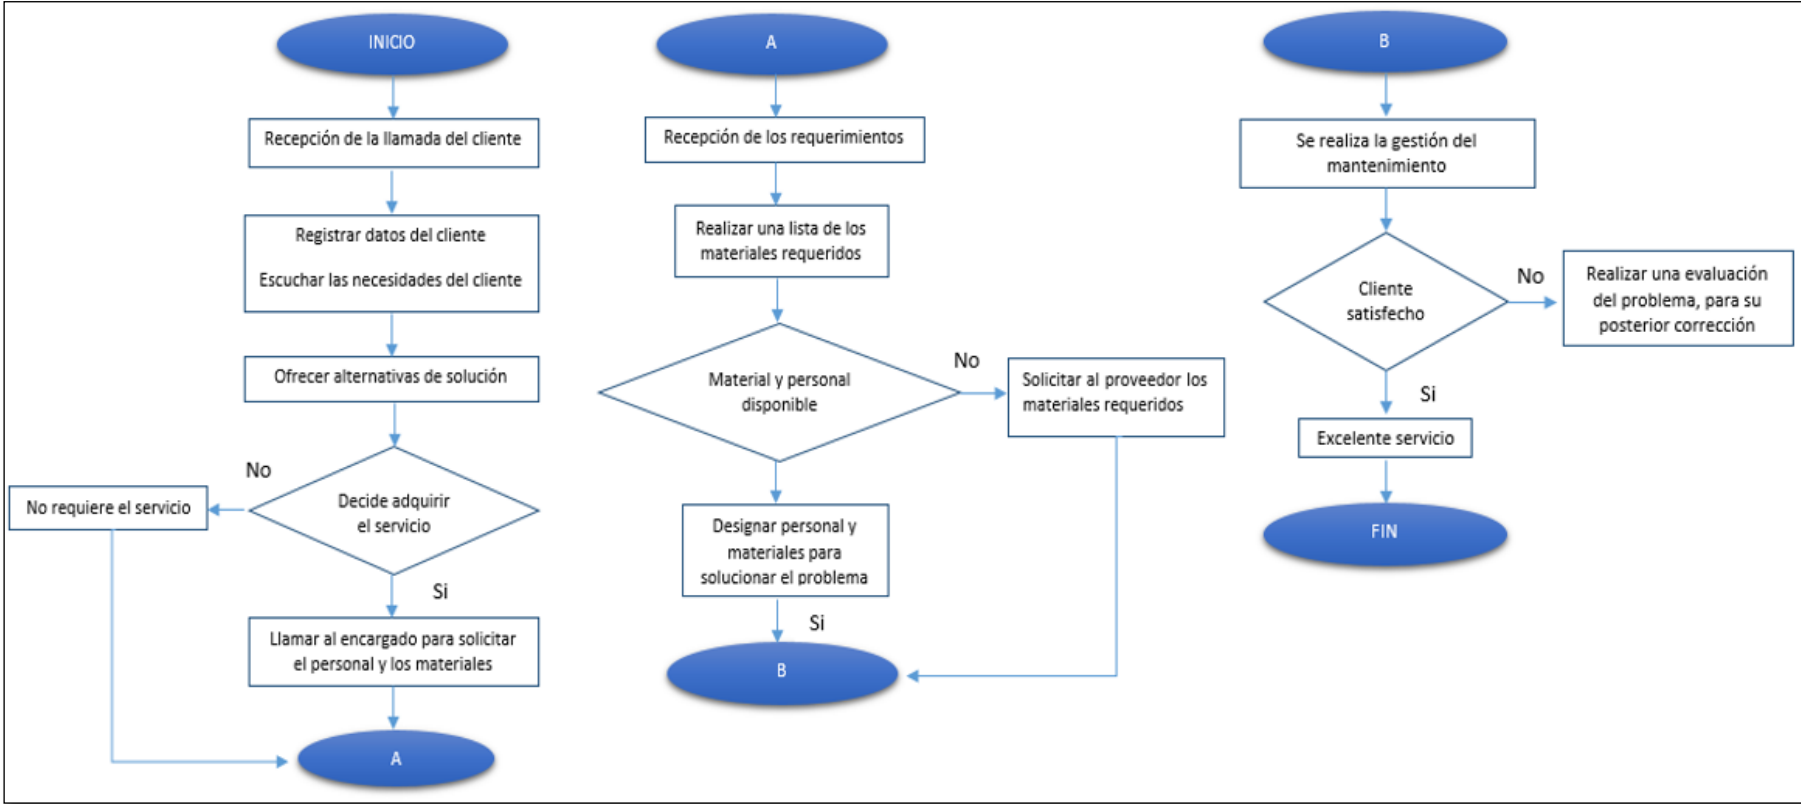 INICIO
Recepción de la llamada del cliente
Registrar datos del cliente
Escuchar las necesidades del cliente
Ofrecer alternativas de solución
Decide adquirir
el servicio
No
No requiere el servicio
Si
Llamar al encargado para solicitar
el personal y los materiales
A
A
Recepción de los requerimientos
Realizar una lista de los
materiales requeridos
Material y personal
disponible
No
Solicitar al proveedor los
materiales requeridos
Designar personal y
materiales para
solucionar el problema
Si
B
B
Se realiza la gestión del
mantenimiento
Cliente
satisfecho
No
Realizar una evaluación
del problema, para su
posterior corrección
Si
Excelente servicio
FIN